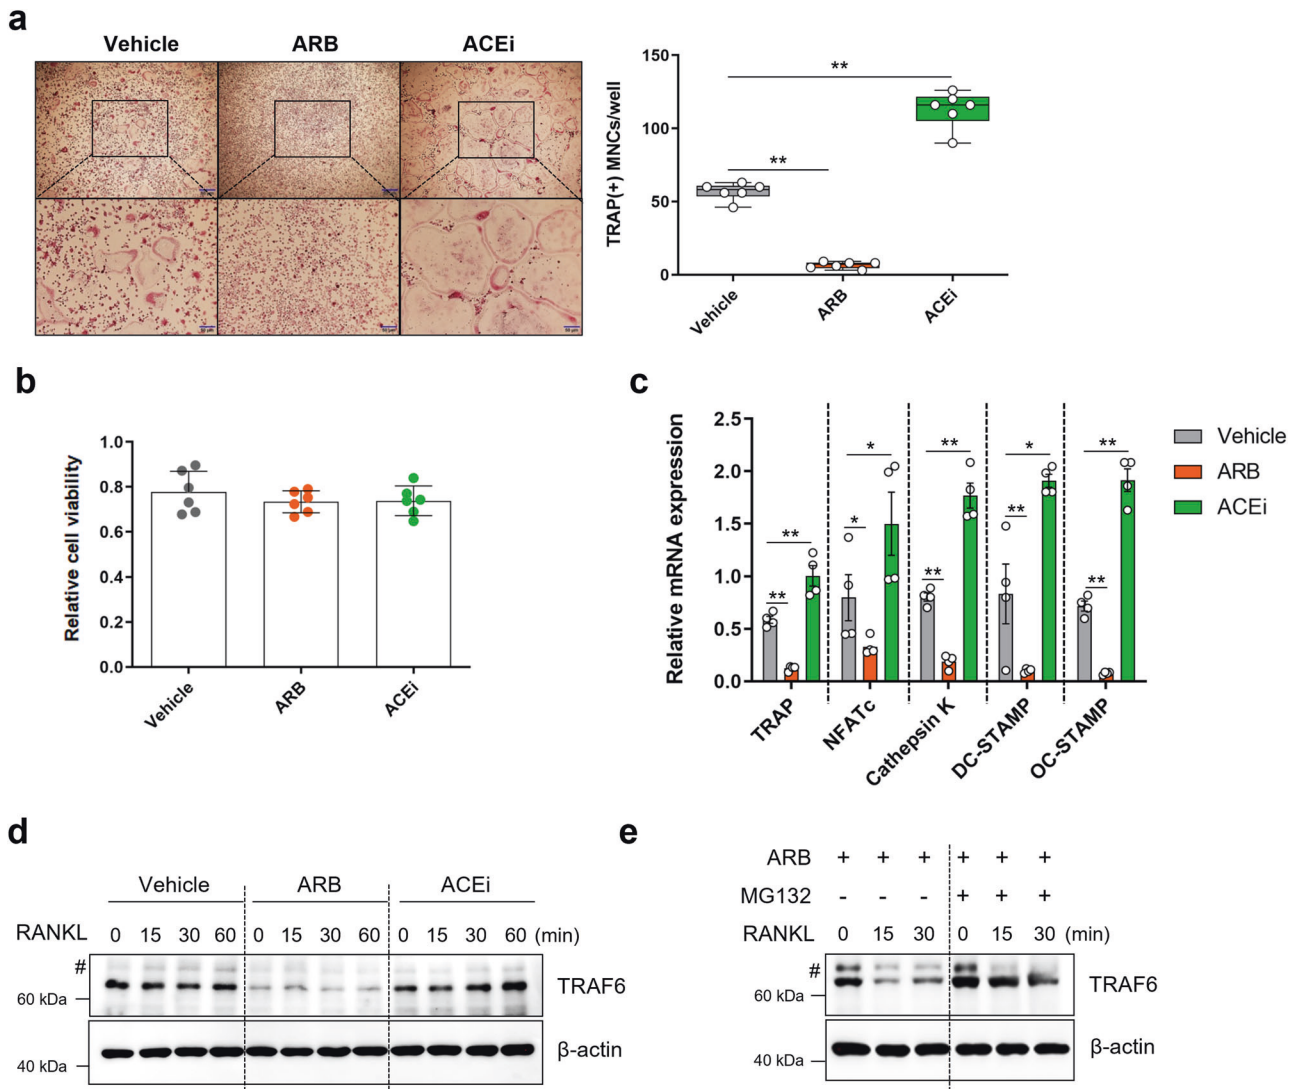 a
Vehicle ARB ACEi
TRAP(+) MNCs/well
150
100
50
0
** **
Vehicle ARB ACEi
b
Relative cell viability
1.0
0.8
0.6
0.4
0.2
0.0
Vehicle ARB ACEi
c
Relative mRNA expression
2.5
2.0
1.5
1.0
0.5
0.0
** ** * * ** ** * ** ** **
TRAP NFATc Cathepsin K DC-STAMP OC-STAMP
Vehicle
ARB
ACEi
d
Vehicle ARB ACEi
RANKL 0 15 30 60 0 15 30 60 0 15 30 60 (min)
#
60 kDa TRAF6
40 kDa β-actin
e
ARB + + + + + +
MG132 - - - + + +
RANKL 0 15 30 0 15 30
#
60 kDa TRAF6
40 kDa β-actin